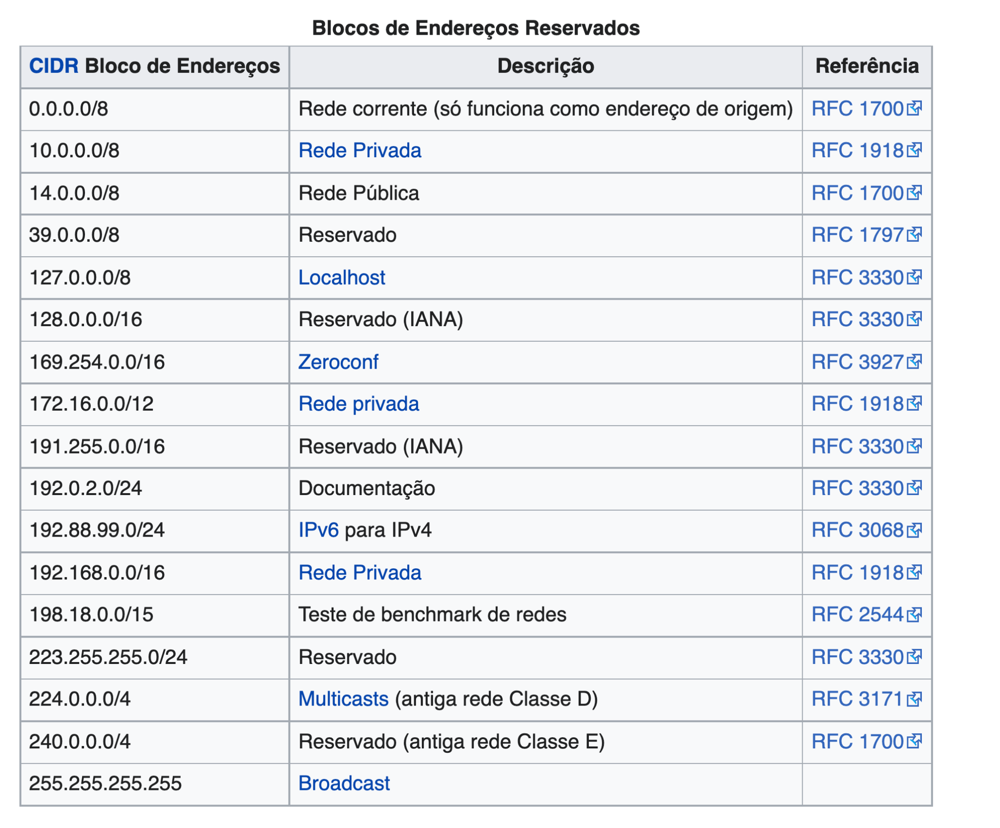 Blocos de Endereços Reservados
CIDR Bloco de Endereços Descrição Referência
0.0.0.0/8 Rede corrente (só funciona como endereço de origem) RFC 1700
10.0.0.0/8 Rede Privada RFC 1918
14.0.0.0/8 Rede Pública RFC 1700
39.0.0.0/8 Reservado RFC 1797
127.0.0.0/8 Localhost RFC 3330
128.0.0.0/16 Reservado (IANA) RFC 3330
169.254.0.0/16 Zeroconf RFC 3927
172.16.0.0/12 Rede privada RFC 1918
191.255.0.0/16 Reservado (IANA) RFC 3330
192.0.2.0/24 Documentação RFC 3330
192.88.99.0/24 IPv6 para IPv4 RFC 3068
192.168.0.0/16 Rede Privada RFC 1918
198.18.0.0/15 Teste de benchmark de redes RFC 2544
223.255.255.0/24 Reservado RFC 3330
224.0.0.0/4 Multicasts (antiga rede Classe D) RFC 3171
240.0.0.0/4 Reservado (antiga rede Classe E) RFC 1700
255.255.255.255 Broadcast